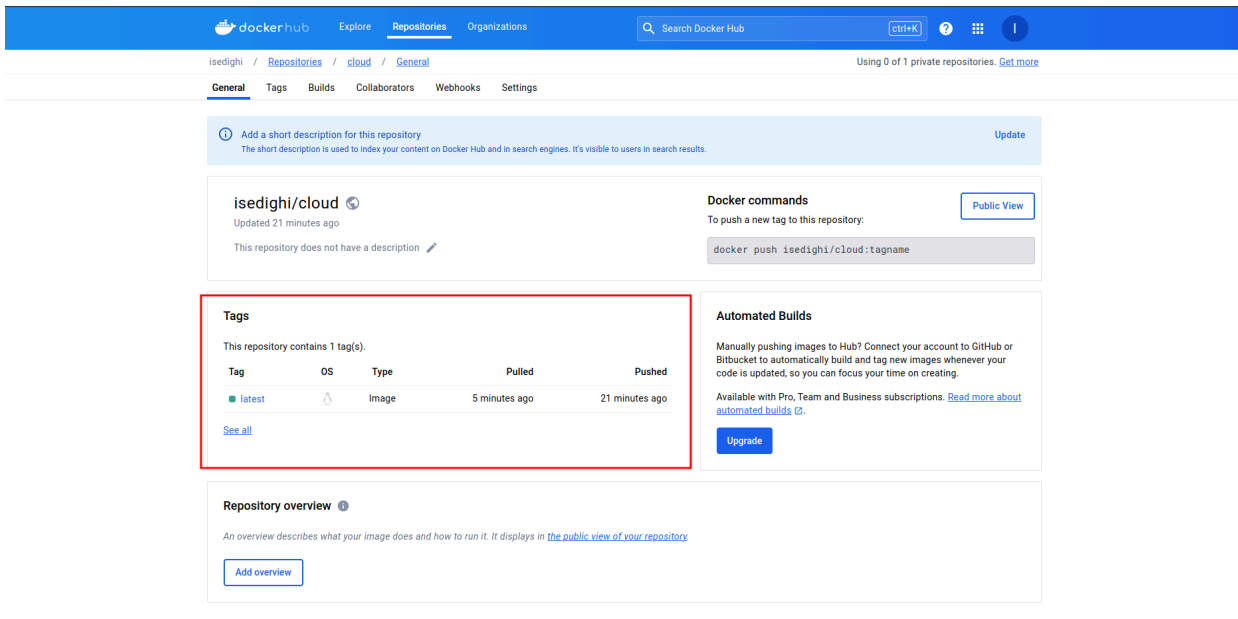 dockerhub Explore Repositories Organizations Search Docker Hub ctrl+K ? I
isedighi / Repositories / cloud / General Using 0 of 1 private repositories. Get more
General Tags Builds Collaborators Webhooks Settings
Add a short description for this repository Update
The short description is used to index your content on Docker Hub and in search engines. It's visible to users in search results.
isedighi/cloud
Updated 21 minutes ago
This repository does not have a description
Docker commands
To push a new tag to this repository:
Public View
docker push isedighi/cloud:tagname
Tags
This repository contains 1 tag(s).
Tag OS Type Pulled Pushed
latest Image 5 minutes ago 21 minutes ago
See all
Automated Builds
Manually pushing images to Hub? Connect your account to GitHub or
Bitbucket to automatically build and tag new images whenever your
code is updated, so you can focus your time on creating.
Available with Pro, Team and Business subscriptions. Read more about
automated builds .
Upgrade
Repository overview
An overview describes what your image does and how to run it. It displays in the public view of your repository.
Add overview